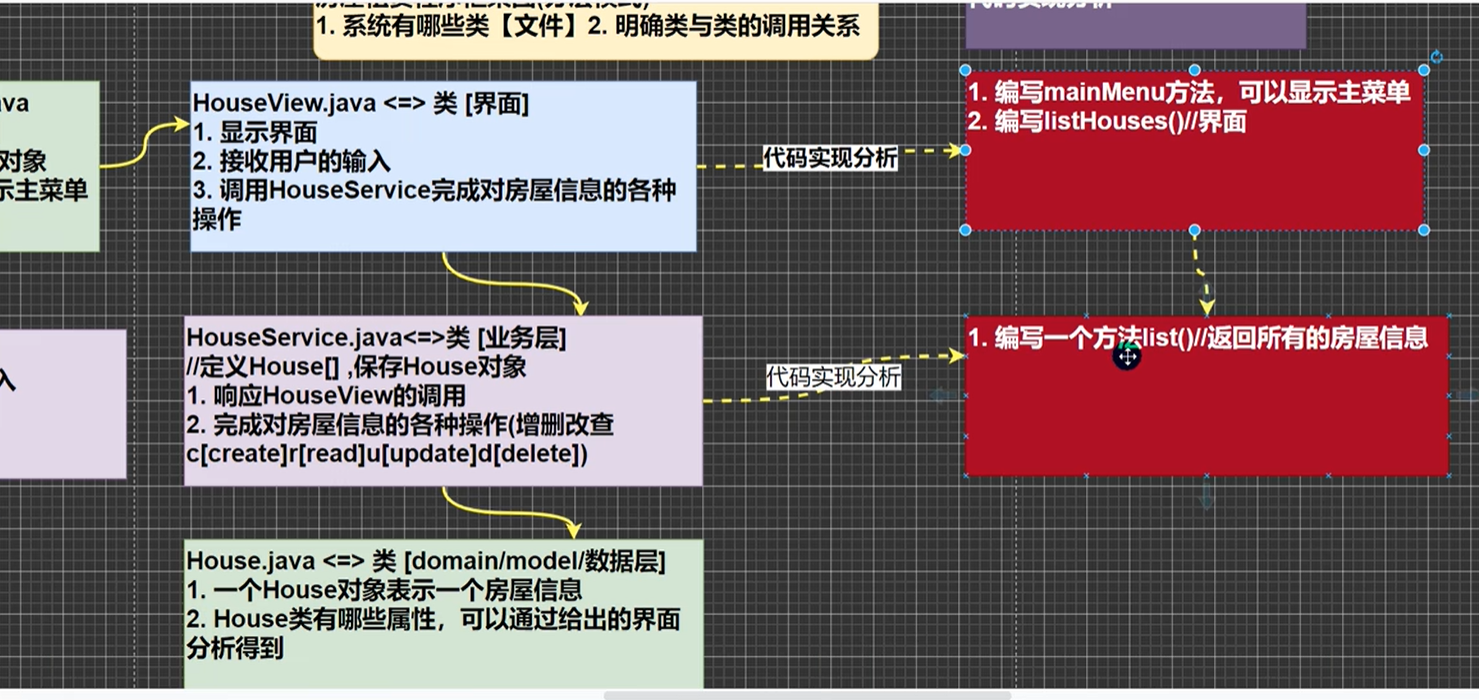 1. 系统有哪些类【文件】2. 明确类与类的调用关系
代码实现分析
va
对象
示主菜单
HouseView.java <=> 类 [界面]
1. 显示界面
2. 接收用户的输入
3. 调用HouseService完成对房屋信息的各种
操作
代码实现分析
1. 编写mainMenu方法，可以显示主菜单
2. 编写listHouses()//界面
入
HouseService.java<=>类 [业务层]
//定义House[] ,保存House对象
1. 响应HouseView的调用
2. 完成对房屋信息的各种操作(增删改查
c[create]r[read]u[update]d[delete])
代码实现分析
1. 编写一个方法list()//返回所有的房屋信息
House.java <=> 类 [domain/model/数据层]
1. 一个House对象表示一个房屋信息
2. House类有哪些属性，可以通过给出的界面
分析得到